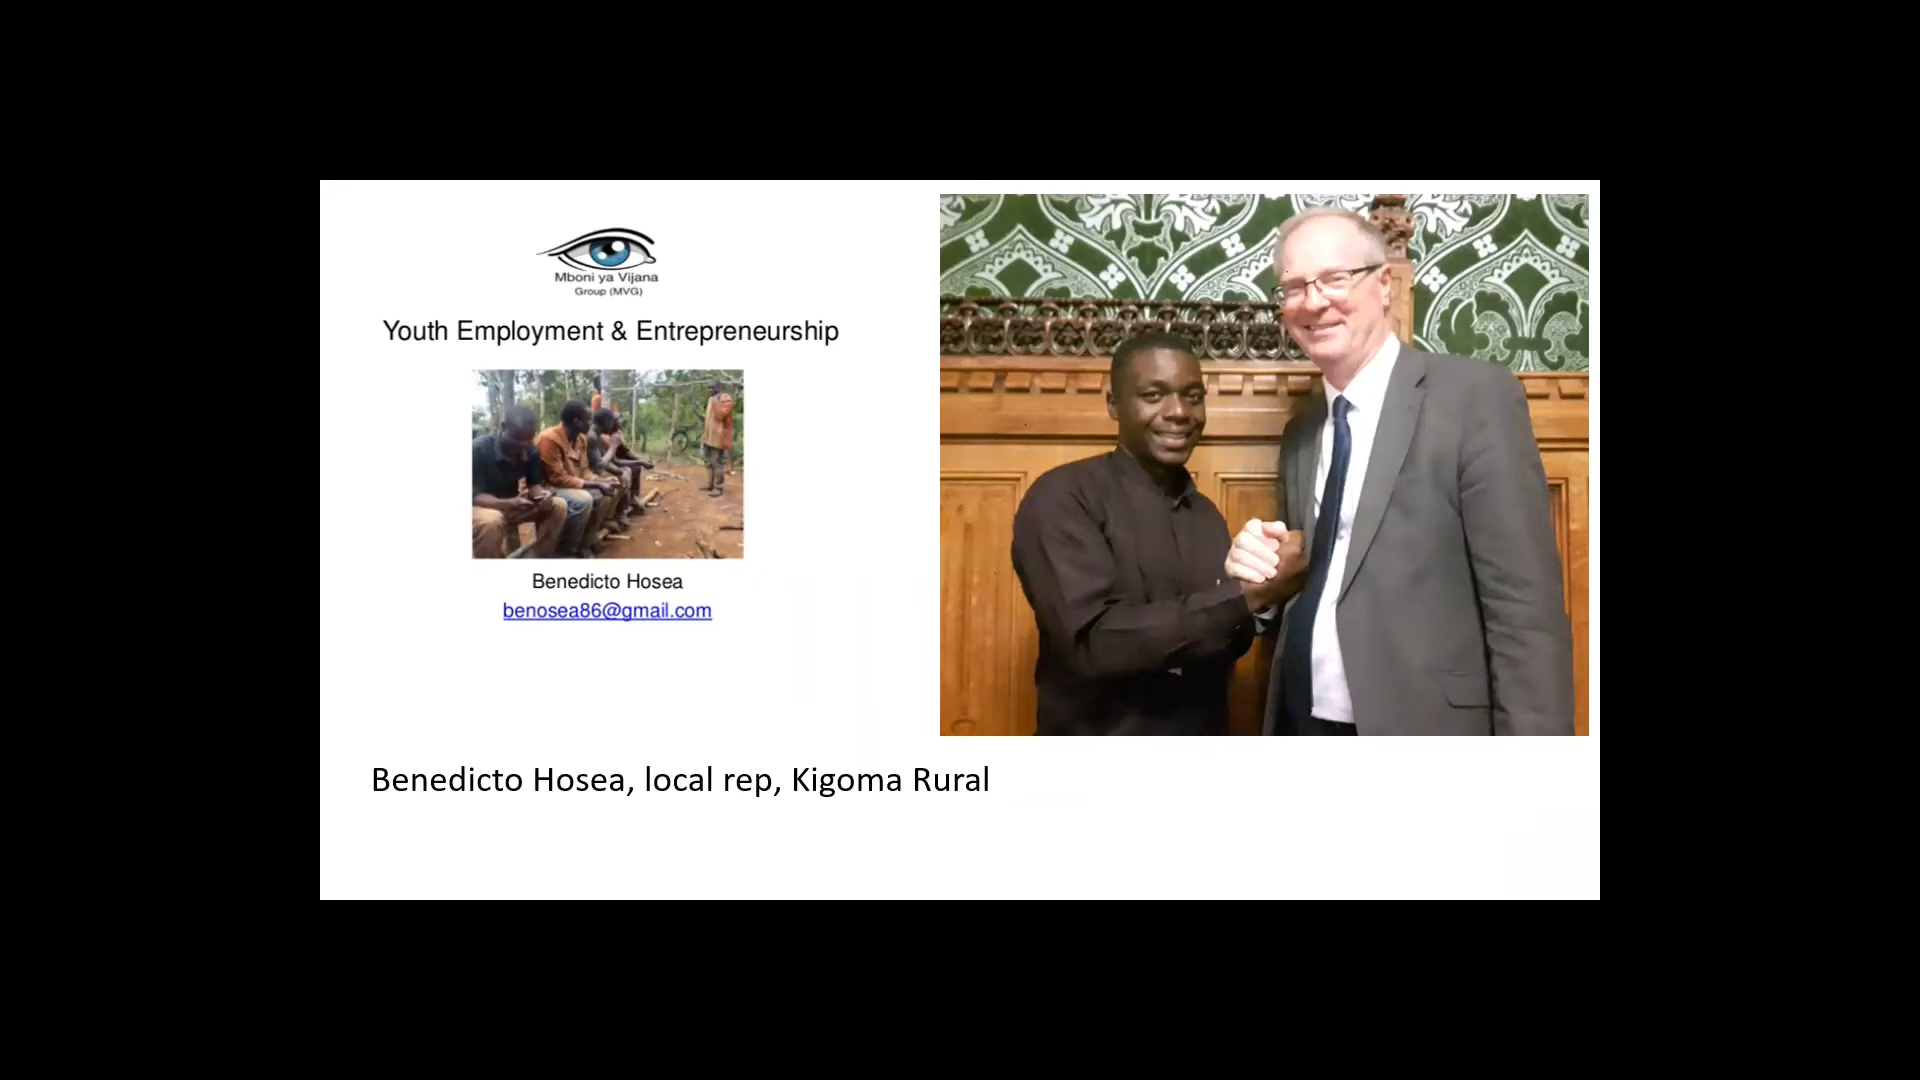 Mboni ya Vijana
Group (MVG)
Youth Employment & Entrepreneurship
Benedicto Hosea
benosea86@gmail.com
Benedicto Hosea, local rep, Kigoma Rural